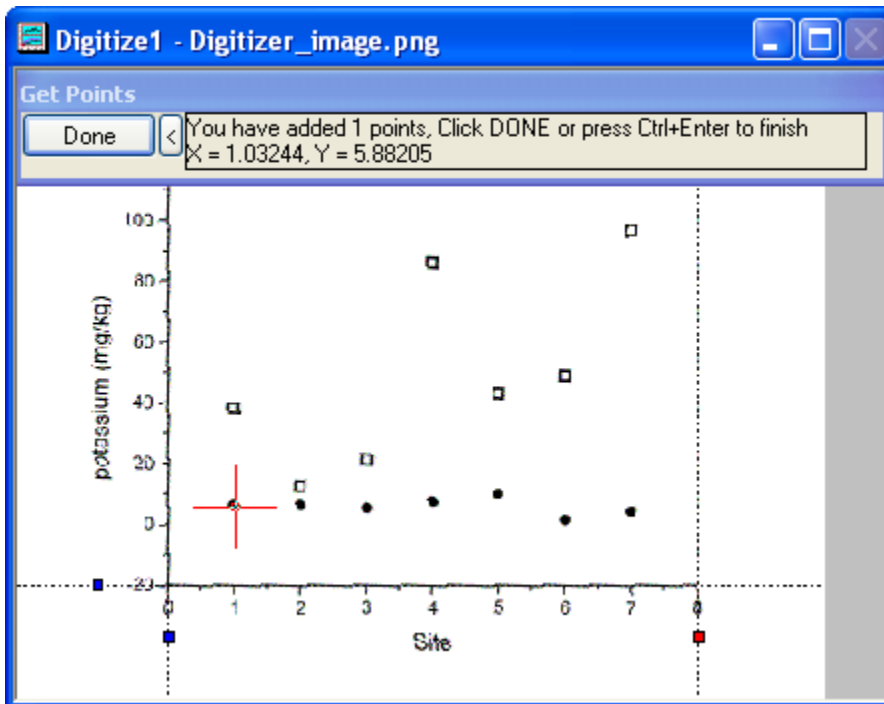 Digitize1 - Digitizer_image.png
Get Points
Done
<
You have added 1 points, Click DONE or press Ctrl+Enter to finish
X = 1.03244, Y = 5.88205
100
80
60
40
20
0
-20
potassium (mg/kg)
0 1 2 3 4 5 6 7 8
Site